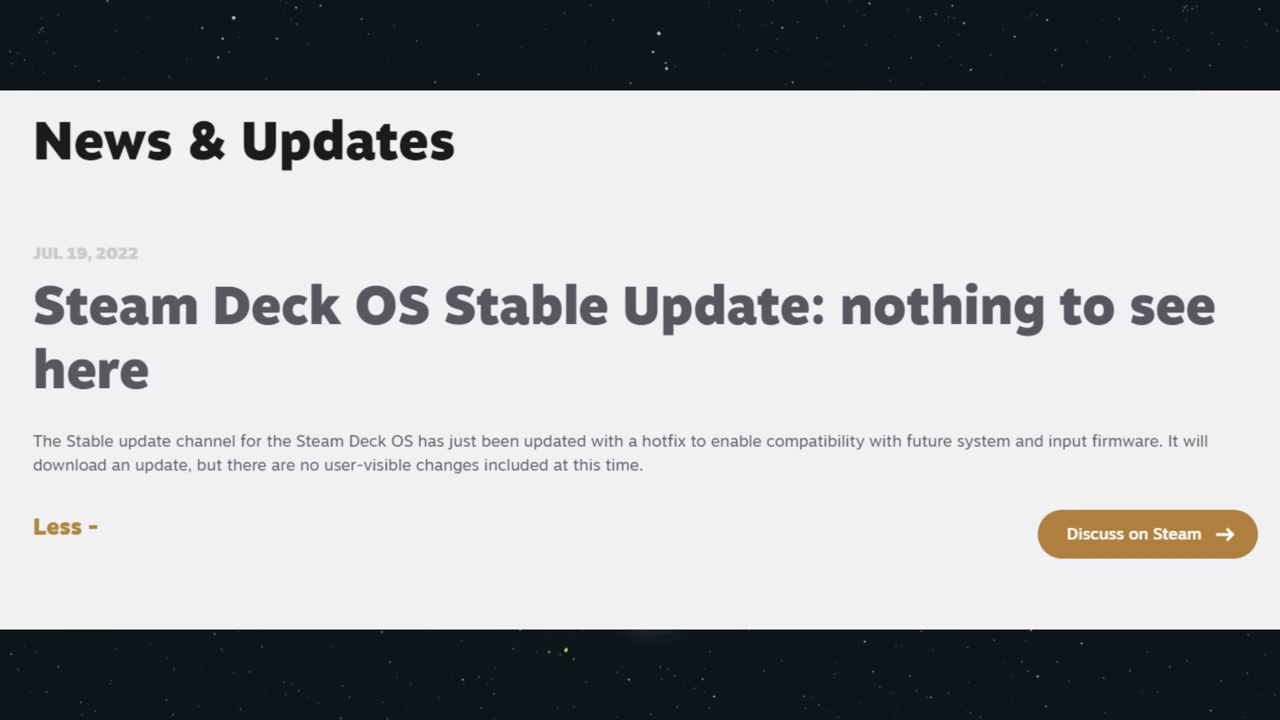 News & Updates
JUL 19, 2022
Steam Deck OS Stable Update: nothing to see
here
The Stable update channel for the Steam Deck OS has just been updated with a hotfix to enable compatibility with future system and input firmware. It will
download an update, but there are no user-visible changes included at this time.
Less -
Discuss on Steam →